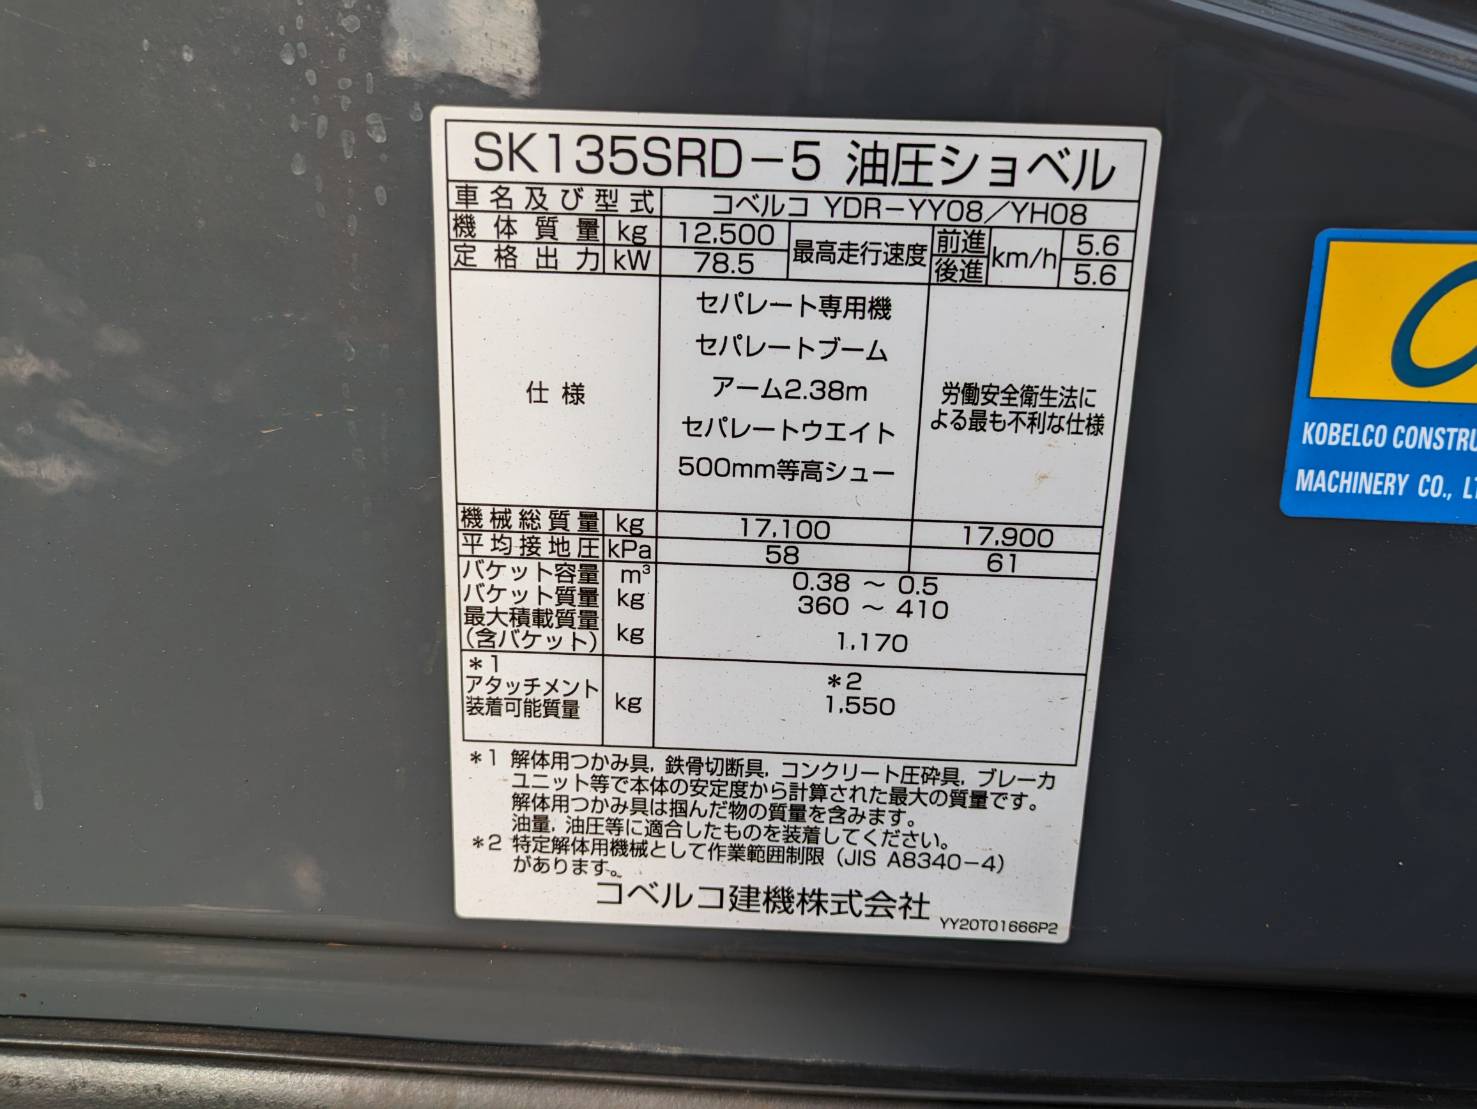 SK135SRD-5 油圧ショベル
車名及び型式 コベルコ YDR-YY08/YH08
機体質量 kg 12,500 最高走行速度 前進 km/h 5.6
定格出力 kW 78.5 後進 5.6
仕様
セパレート専用機
セパレートブーム
アーム2.38m
セパレートウエイト
500mm等高シュー
労働安全衛生法に
よる最も不利な仕様
機械総質量 kg 17,100 17,900
平均接地圧 kPa 58 61
バケット容量 m³ 0.38 ~ 0.5
バケット質量 kg 360 ~ 410
最大積載質量
(含バケット) kg 1,170
*1
アタッチメント
装着可能質量 kg
*2
1,550
*1 解体用つかみ具, 鉄骨切断具, コンクリート圧砕具, ブレーカ
ユニット等で本体の安定度から計算された最大の質量です。
解体用つかみ具は掴んだ物の質量を含みます。
油量, 油圧等に適合したものを装着してください。
*2 特定解体用機械として作業範囲制限 (JIS A8340-4)
があります。
コベルコ建機株式会社
YY20T01666P2
KOBELCO CONSTRU
MACHINERY CO., LT